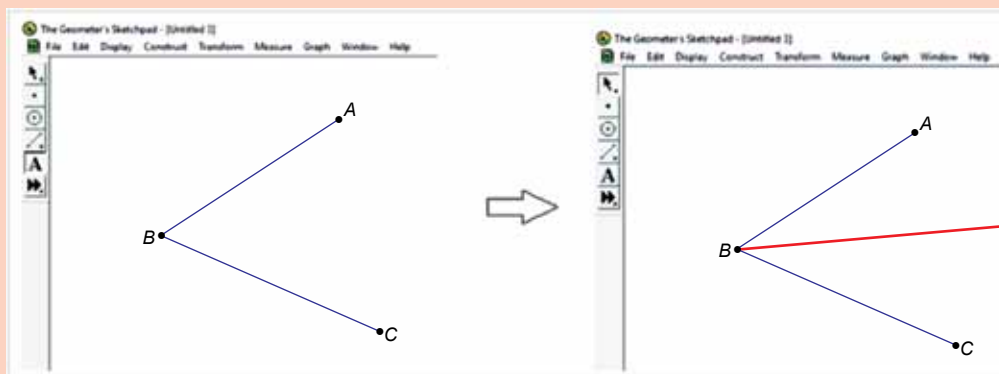 The Geometer's Sketchpad - [Untitled 1]
File Edit Display Construct Transform Measure Graph Window Help
A
A
B
C
The Geometer's Sketchpad - [Untitled 1]
File Edit Display Construct Transform Measure Graph Window Help
A
A
B
C